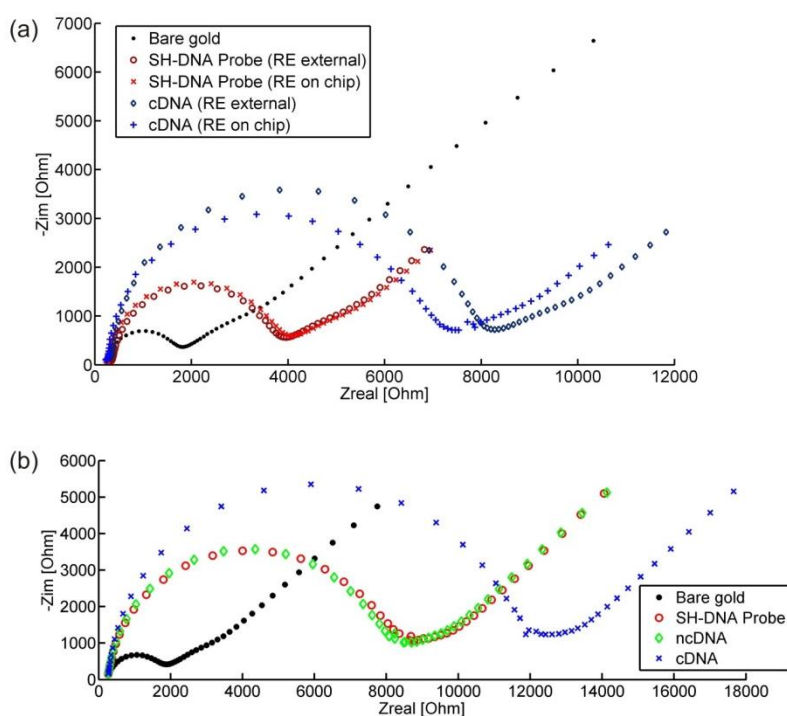 (a)
7000
6000
5000
4000
3000
2000
1000
0
-Zim [Ohm]
Bare gold
SH-DNA Probe (RE external)
SH-DNA Probe (RE on chip)
cDNA (RE external)
cDNA (RE on chip)
0 2000 4000 6000 8000 10000 12000
Zreal [Ohm]
(b)
6000
5000
4000
3000
2000
1000
0
-Zim [Ohm]
Bare gold
SH-DNA Probe
ncDNA
cDNA
0 2000 4000 6000 8000 10000 12000 14000 16000 18000
Zreal [Ohm]